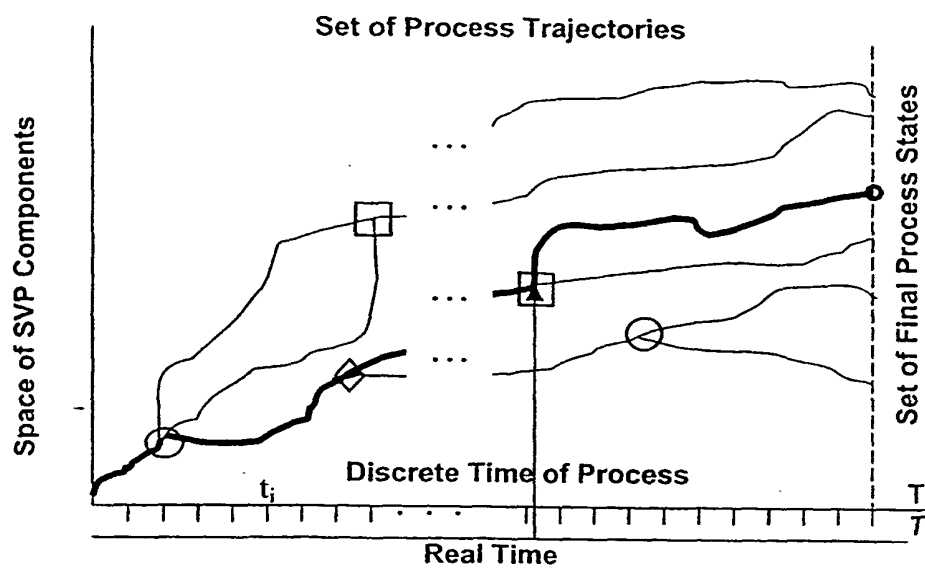 Set of Process Trajectories
Space of SVP Components
Set of Final Process States
...
...
...
...
Discrete Time of Process
t_i
T
. . .
T
Real Time